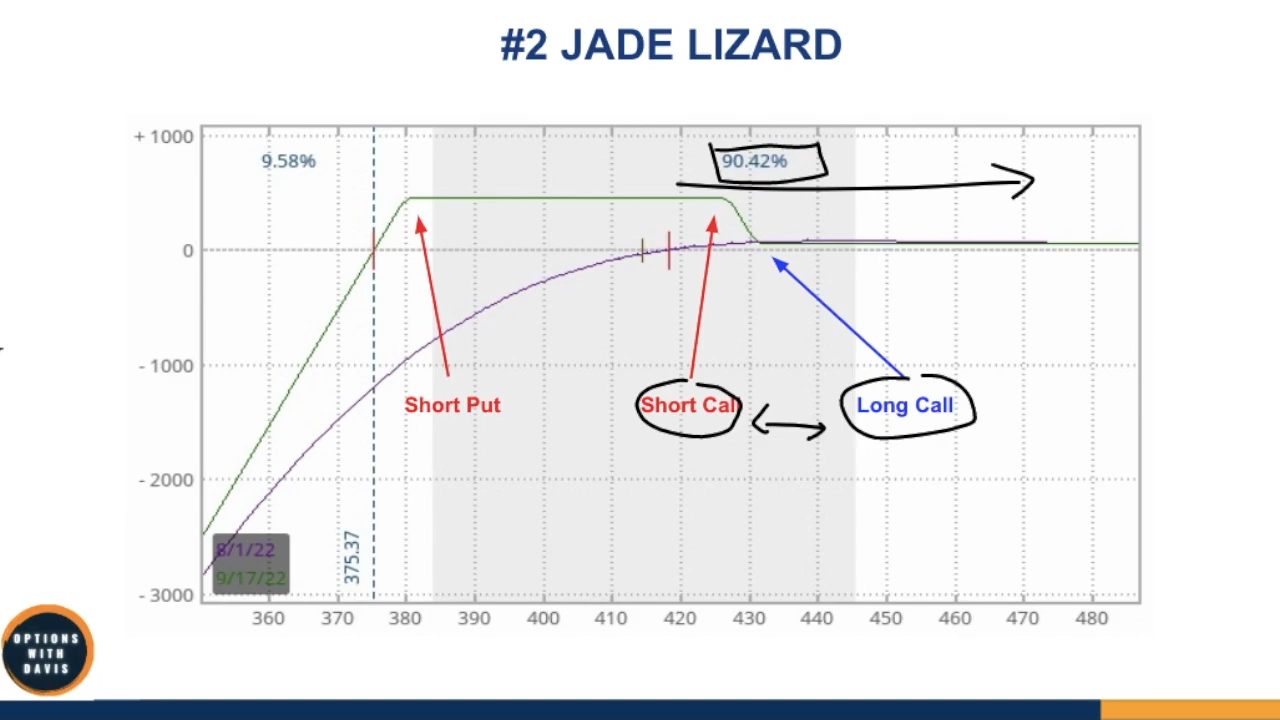 #2 JADE LIZARD
+ 1000
9.58%
90.42%
0
- 1000
Short Put
Short Call
Long Call
- 2000
375.37
8/1/22
9/17/22
- 3000
360 370 380 390 400 410 420 430 440 450 460 470 480
OPTIONS
WITH
DAVIS